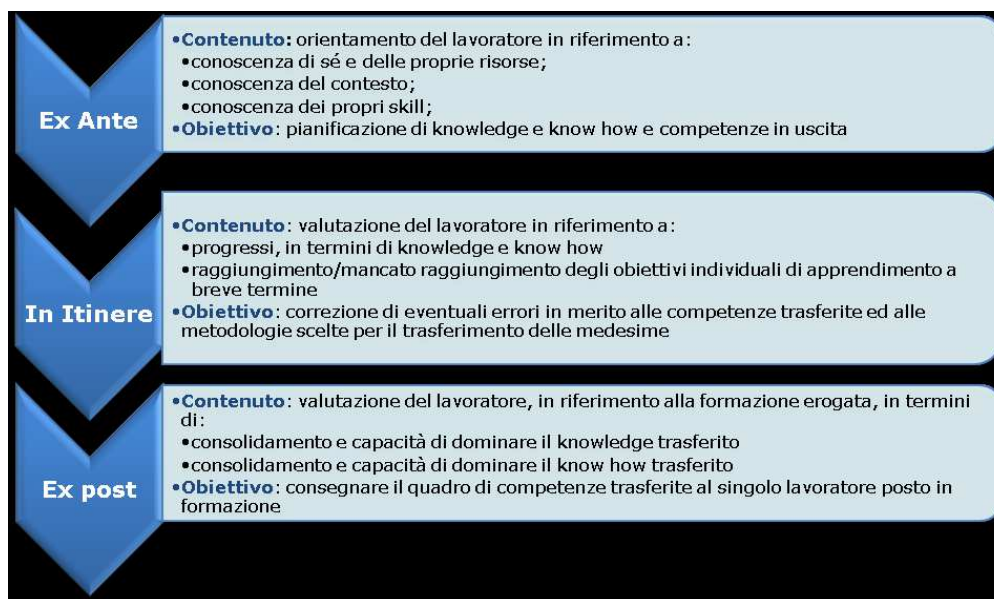 Ex Ante
•Contenuto: orientamento del lavoratore in riferimento a:
•conoscenza di sé e delle proprie risorse;
•conoscenza del contesto;
•conoscenza dei propri skill;
•Obiettivo: pianificazione di knowledge e know how e competenze in uscita
In Itinere
•Contenuto: valutazione del lavoratore in riferimento a:
•progressi, in termini di knowledge e know how
•raggiungimento/mancato raggiungimento degli obiettivi individuali di apprendimento a
breve termine
•Obiettivo: correzione di eventuali errori in merito alle competenze trasferite ed alle
metodologie scelte per il trasferimento delle medesime
Ex post
•Contenuto: valutazione del lavoratore, in riferimento alla formazione erogata, in termini
di:
•consolidamento e capacità di dominare il knowledge trasferito
•consolidamento e capacità di dominare il know how trasferito
•Obiettivo: consegnare il quadro di competenze trasferite al singolo lavoratore posto in
formazione